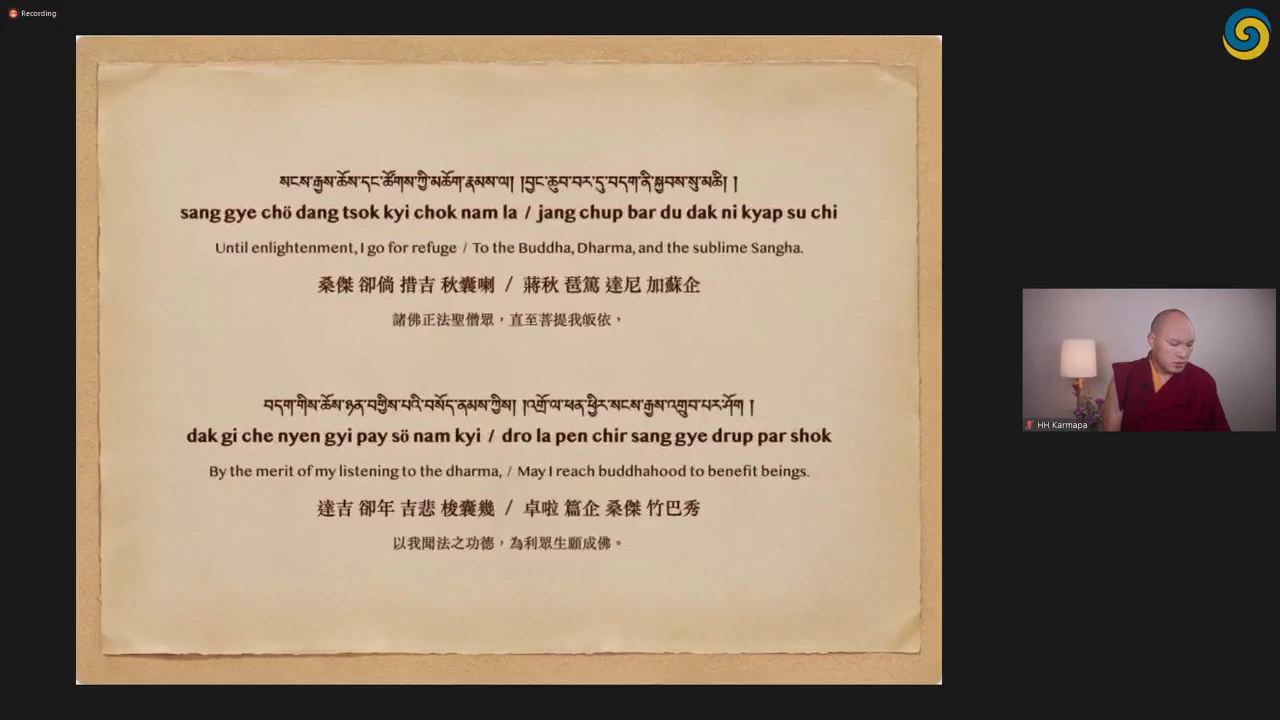 Recording
སངས་རྒྱས་ཆོས་དང་ཚོགས་ཀྱི་མཆོག་རྣམས་ལ། །བྱང་ཆུབ་བར་དུ་བདག་ནི་སྐྱབས་སུ་མཆི། །
sang gye chö dang tsok kyi chok nam la / jang chup bar du dak ni kyap su chi
Until enlightenment, I go for refuge / To the Buddha, Dharma, and the sublime Sangha.
桑傑 卻倘 措吉 秋囊喇 / 蔣秋 琶篤 達尼 加蘇企
諸佛正法聖僧眾，直至菩提我皈依，
བདག་གིས་ཆོས་ཉན་བགྱིས་པའི་བསོད་ནམས་ཀྱིས། །འགྲོ་ལ་ཕན་ཕྱིར་སངས་རྒྱས་འགྲུབ་པར་ཤོག །
dak gi che nyen gyi pay sö nam kyi / dro la pen chir sang gye drup par shok
By the merit of my listening to the dharma, / May I reach buddhahood to benefit beings.
達吉 卻年 吉悲 梭囊幾 / 卓啦 篇企 桑傑 竹巴秀
以我聞法之功德，為利眾生願成佛。
HH Karmapa